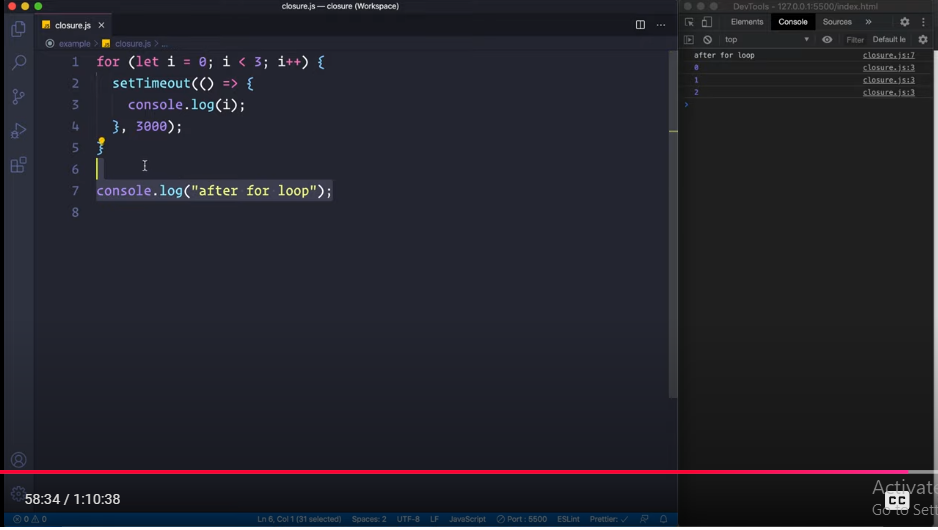 closure.js — closure (Workspace)
DevTools - 127.0.0.1:5500/index.html
closure.js
Elements Console Sources »
example › closure.js › ...
top Filter Default le
1 for (let i = 0; i < 3; i++) {
2 setTimeout(() => {
3 console.log(i);
4 }, 3000);
5 }
6
7 console.log("after for loop");
8
after for loop closure.js:7
0 closure.js:3
1 closure.js:3
2 closure.js:3
58:34 / 1:10:38
CC
Activate
Go to Set
0 0 Ln 6, Col 1 (31 selected) Spaces: 2 UTF-8 LF JavaScript Port : 5500 ESLint Prettier: ✓